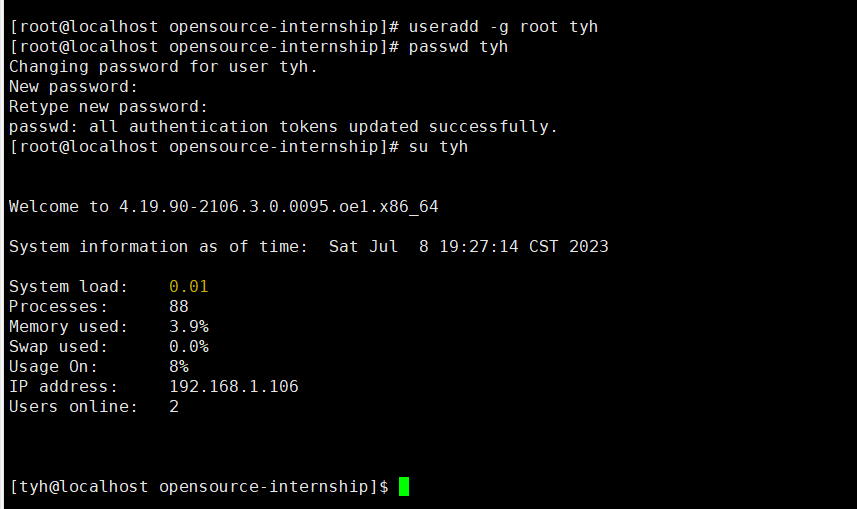 [root@localhost opensource-internship]# useradd -g root tyh
[root@localhost opensource-internship]# passwd tyh
Changing password for user tyh.
New password:
Retype new password:
passwd: all authentication tokens updated successfully.
[root@localhost opensource-internship]# su tyh
Welcome to 4.19.90-2106.3.0.0095.oe1.x86_64
System information as of time:  Sat Jul  8 19:27:14 CST 2023
System load:    0.01
Processes:      88
Memory used:    3.9%
Swap used:      0.0%
Usage On:       8%
IP address:     192.168.1.106
Users online:   2
[tyh@localhost opensource-internship]$